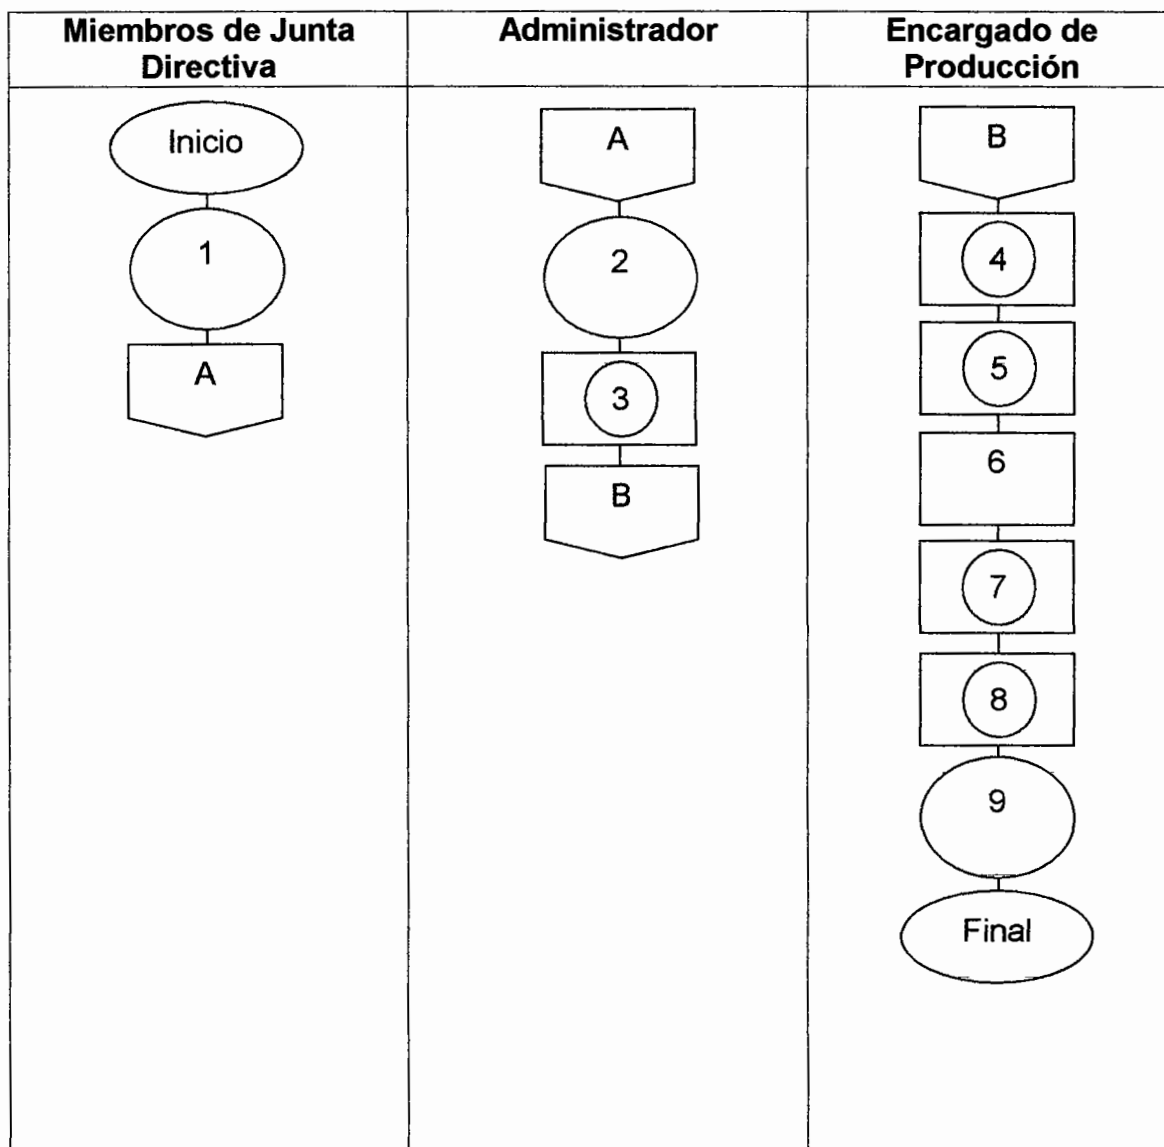 Miembros de Junta
Directiva
Administrador
Encargado de
Producción
Inicio
1
A
A
2
3
B
B
4
5
6
7
8
9
Final